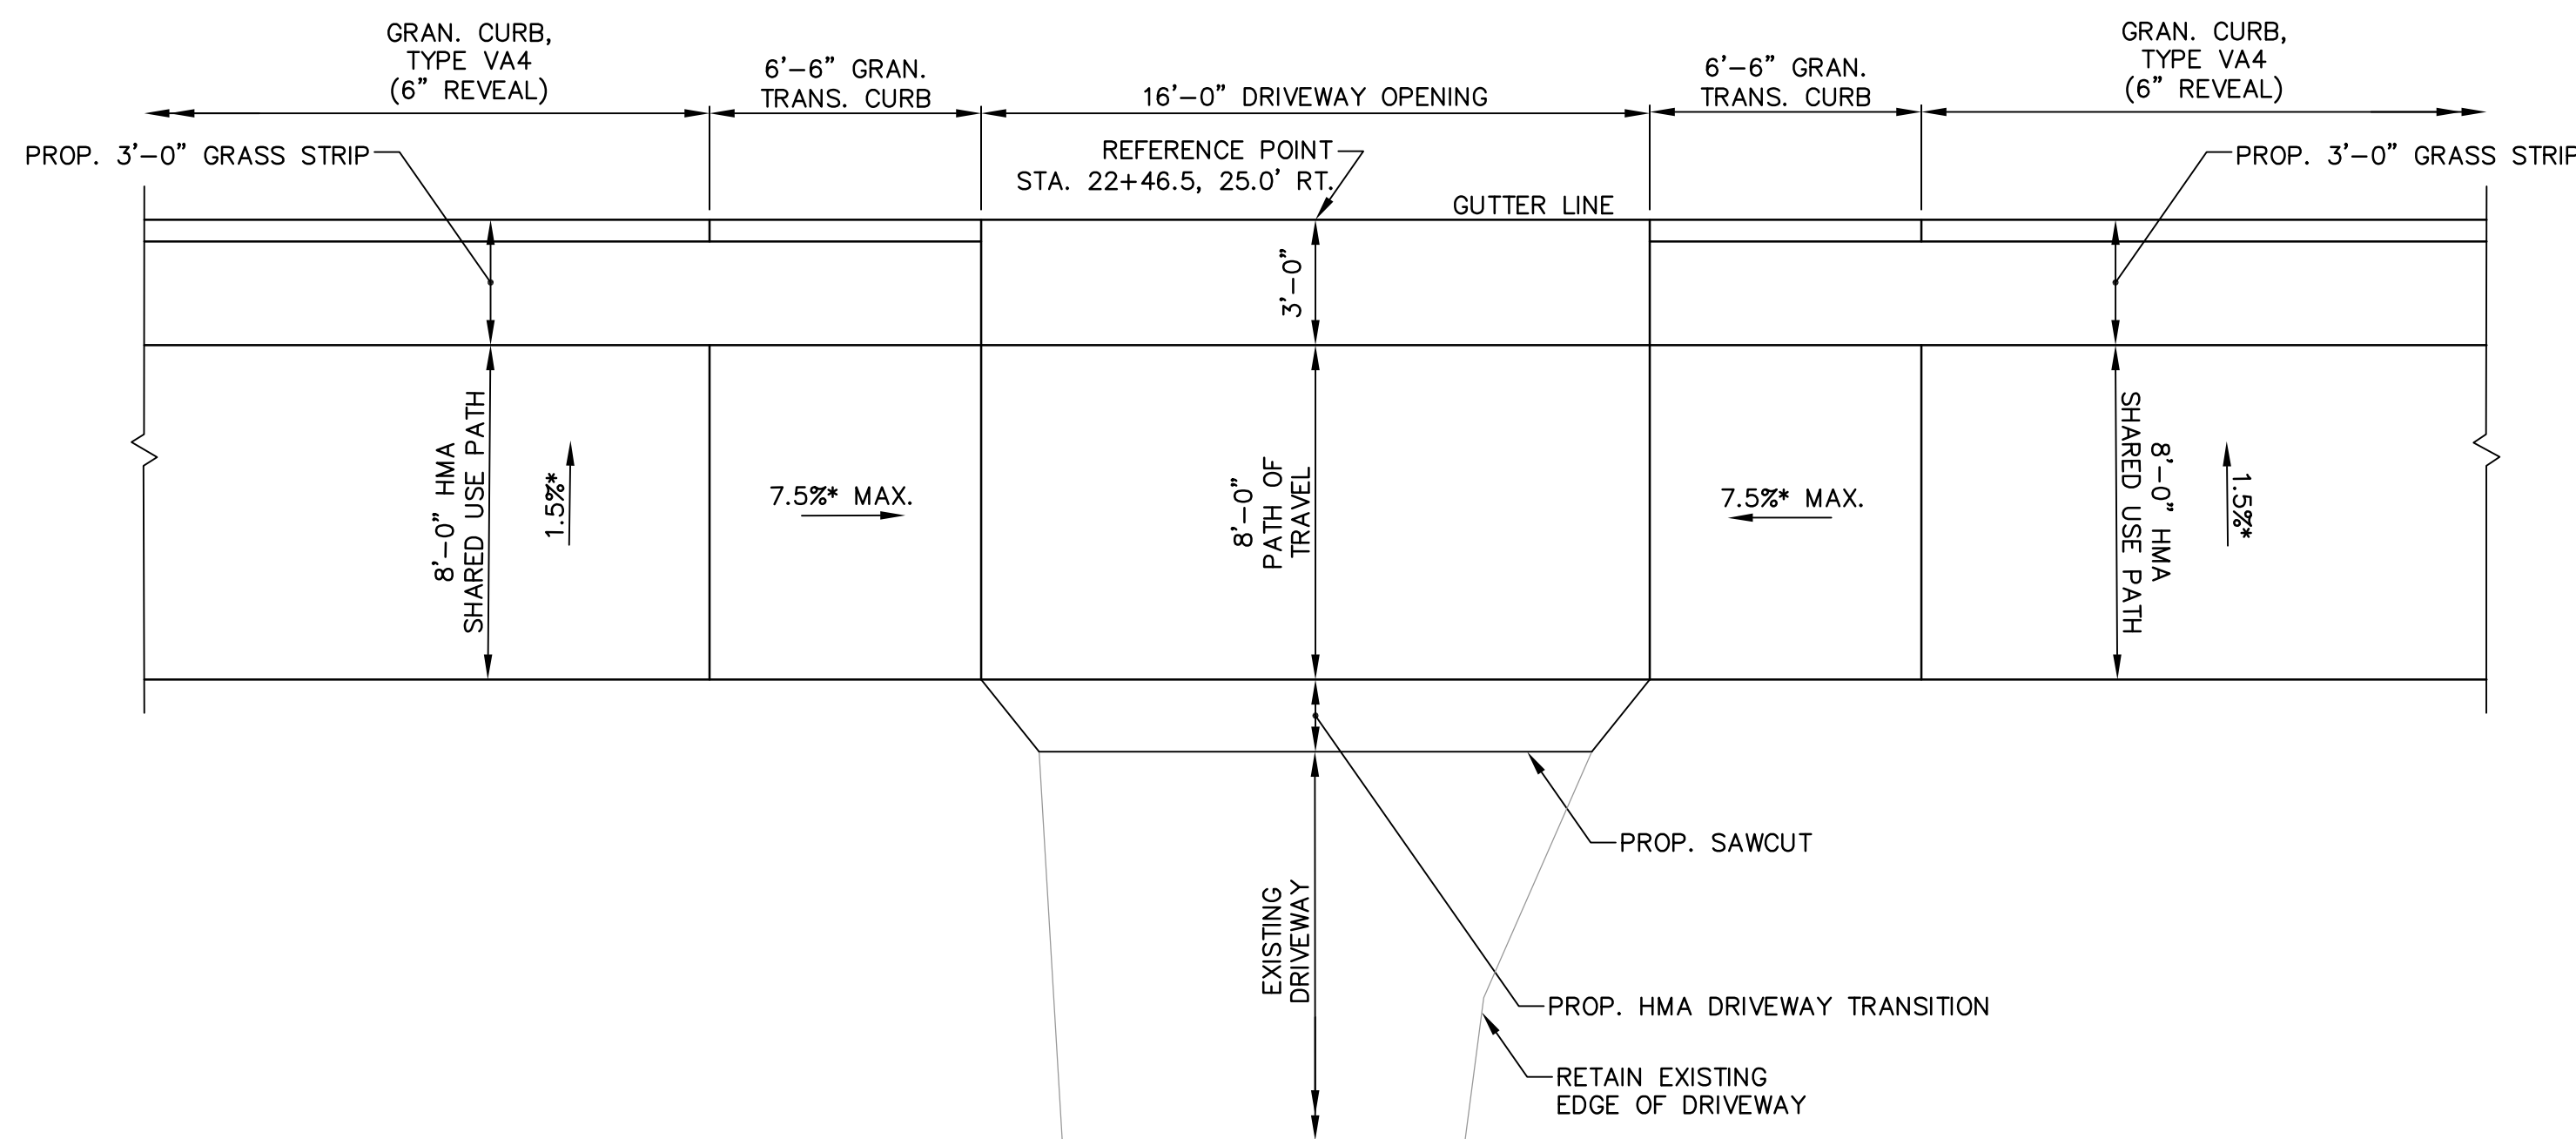 GRAN. CURB,
TYPE VA4
(6" REVEAL)
6'-6" GRAN.
TRANS. CURB
16'-0" DRIVEWAY OPENING
6'-6" GRAN.
TRANS. CURB
GRAN. CURB,
TYPE VA4
(6" REVEAL)
PROP. 3'-0" GRASS STRIP
REFERENCE POINT
STA. 22+46.5, 25.0' RT.
GUTTER LINE
PROP. 3'-0" GRASS STRIP
3'-0"
8'-0" HMA
SHARED USE PATH
1.5%*
7.5%* MAX.
8'-0"
PATH OF
TRAVEL
7.5%* MAX.
8'-0" HMA
SHARED USE PATH
1.5%*
PROP. SAWCUT
EXISTING
DRIVEWAY
PROP. HMA DRIVEWAY TRANSITION
RETAIN EXISTING
EDGE OF DRIVEWAY